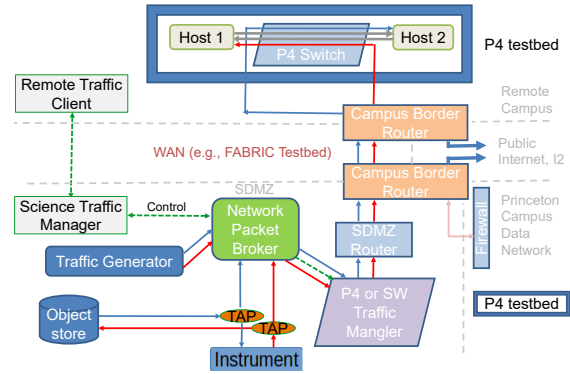 Host 1
Host 2
P4 Switch
P4 testbed
Remote Traffic
Client
Remote
Campus
Campus Border
Router
WAN (e.g., FABRIC Testbed)
Public
Internet, I2
Campus Border
Router
SDMZ
Science Traffic
Manager
Control
Network
Packet
Broker
SDMZ
Router
Firewall
Princeton
Campus
Data
Network
Traffic Generator
P4 or SW
Traffic
Mangler
P4 testbed
Object
store
TAP
TAP
Instrument